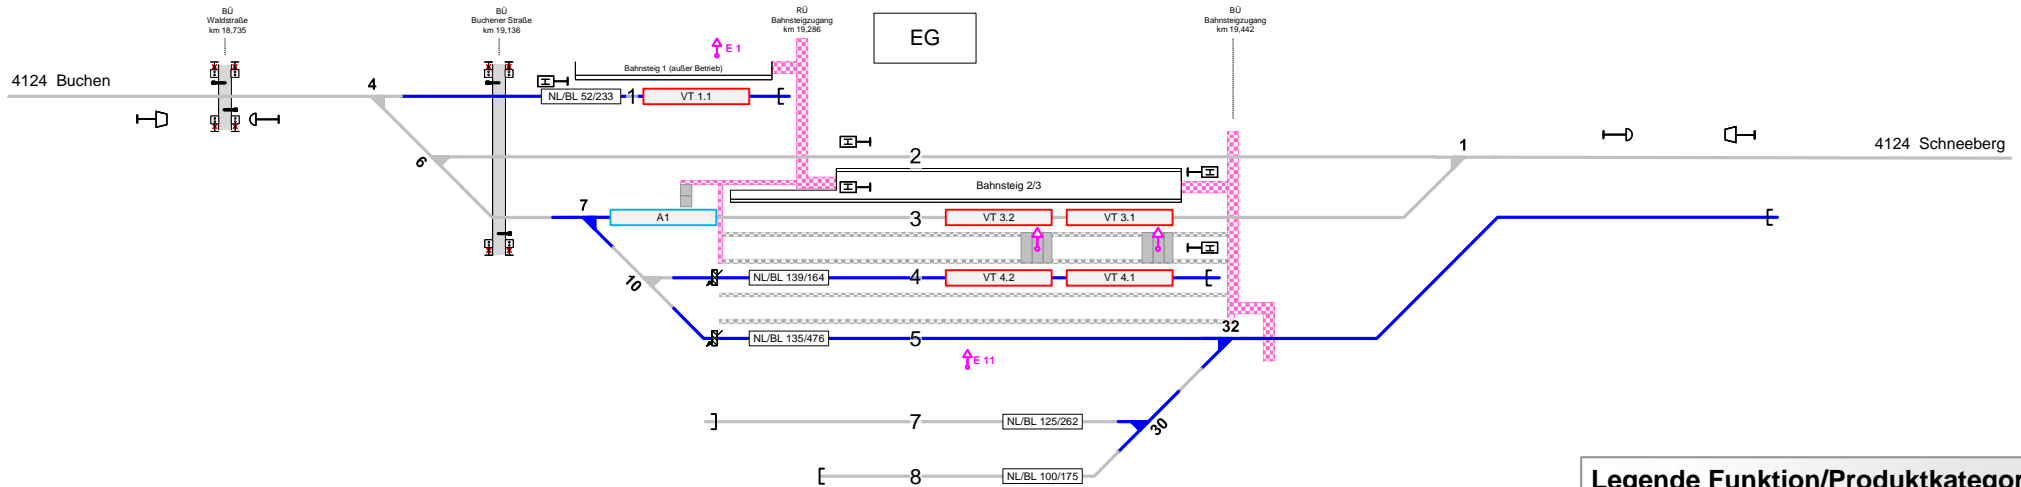 BÜ
Waldstraße
km 18,735
BÜ
Buchener Straße
km 19,136
RÜ
Bahnsteigzugang
km 19,286
EG
BÜ
Bahnsteigzugang
km 19,442
E 1
Bahnsteig 1 (außer Betrieb)
4124 Buchen
4
NL/BL 52/233
1
VT 1.1
6
2
1
4124 Schneeberg
Bahnsteig 2/3
7
A1
3
VT 3.2
VT 3.1
10
NL/BL 139/164
4
VT 4.2
VT 4.1
32
NL/BL 135/476
5
E 11
7
NL/BL 125/262
30
8
NL/BL 100/175
Legende Funktion/Produktkategor